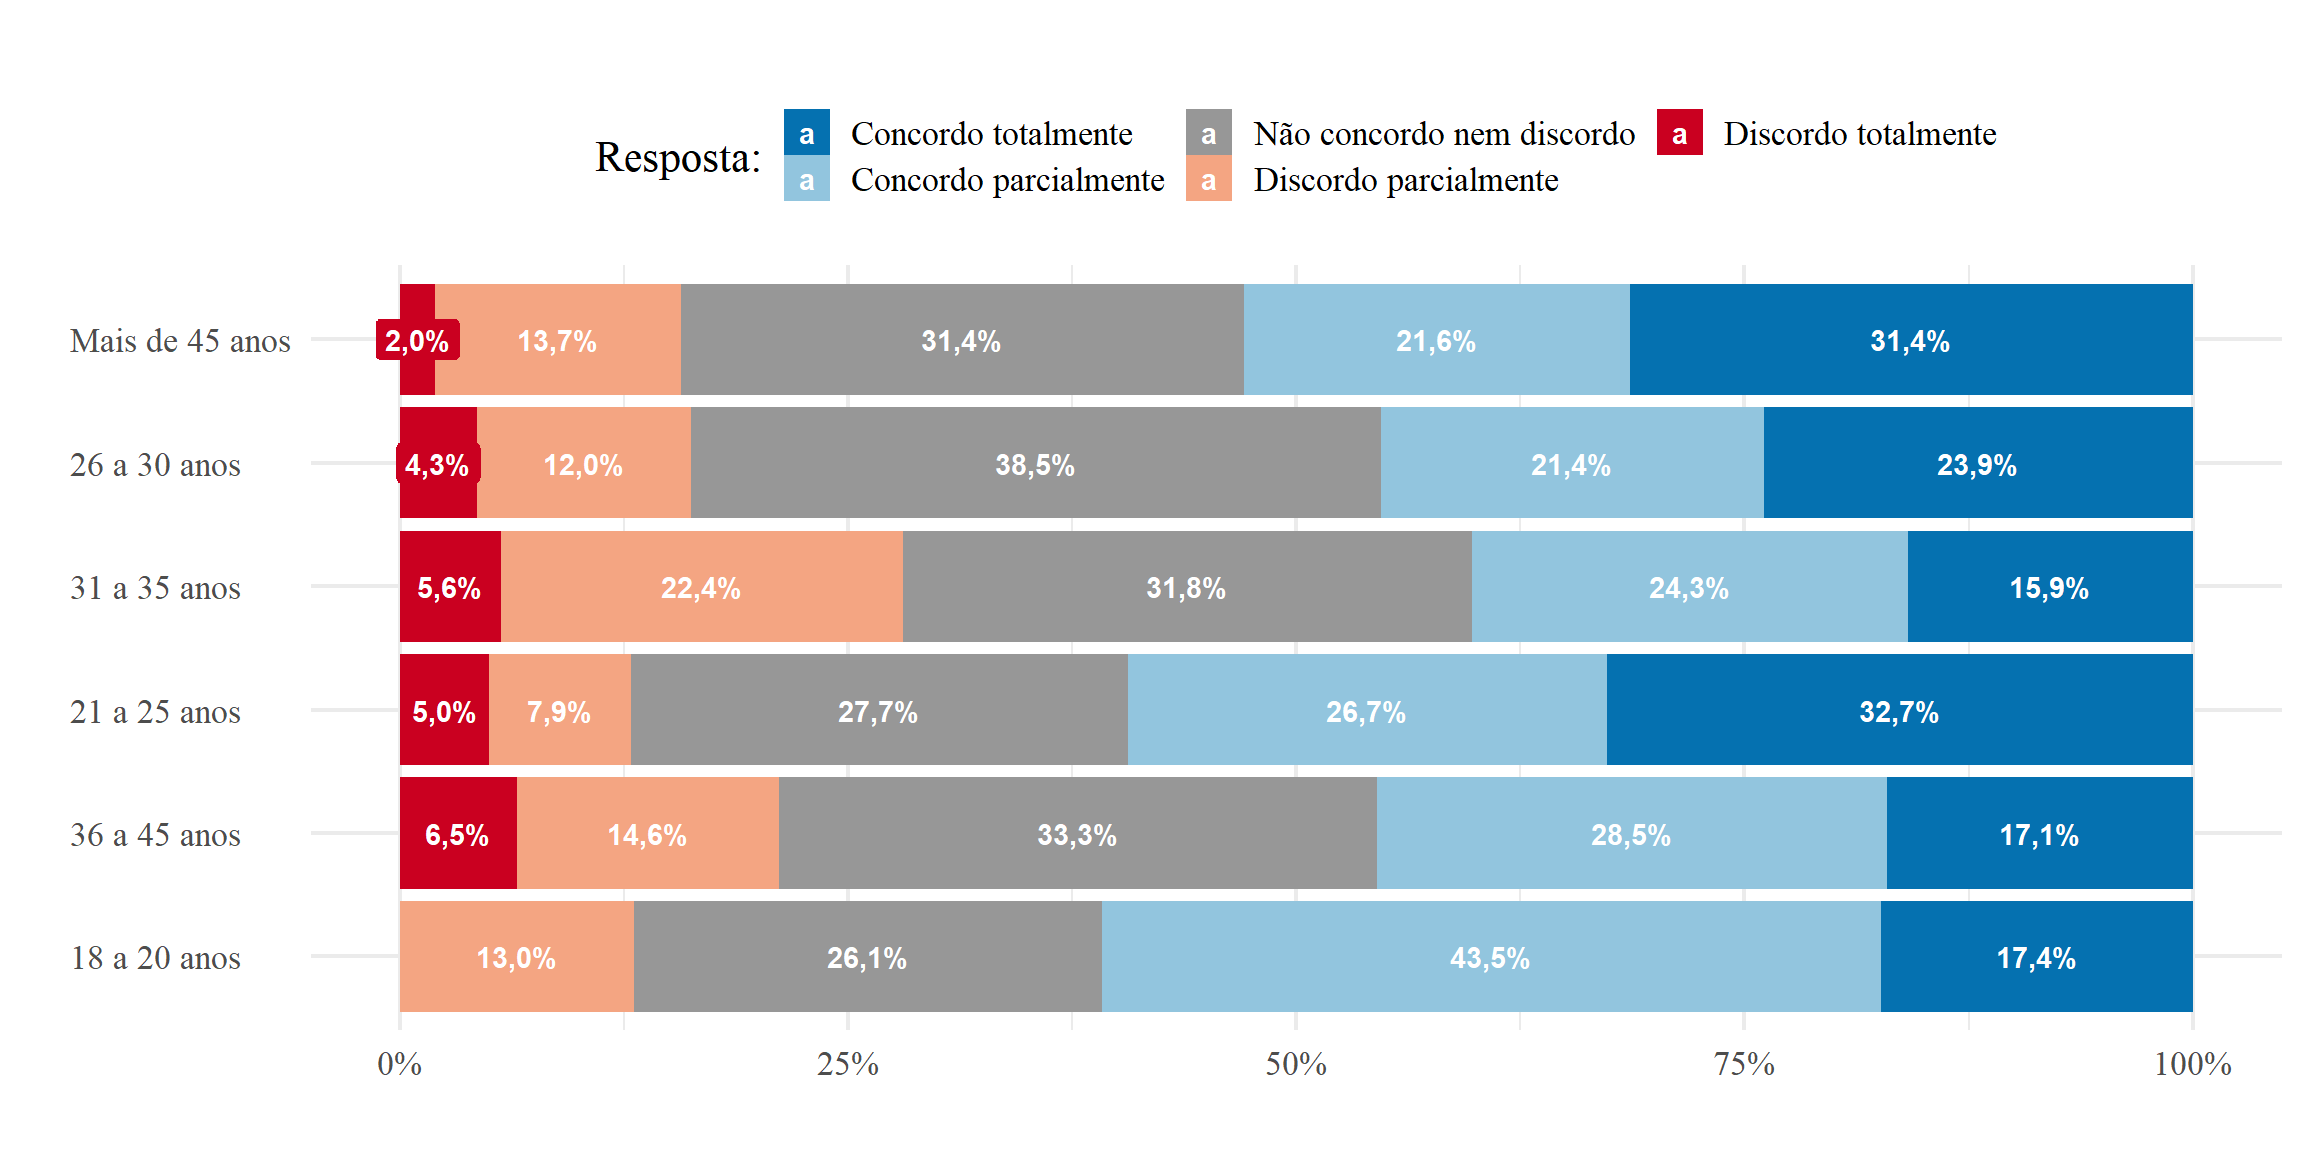 Resposta:
a Concordo totalmente a Não concordo nem discordo a Discordo totalmente
a Concordo parcialmente a Discordo parcialmente
Mais de 45 anos 2,0% 13,7% 31,4% 21,6% 31,4%
26 a 30 anos 4,3% 12,0% 38,5% 21,4% 23,9%
31 a 35 anos 5,6% 22,4% 31,8% 24,3% 15,9%
21 a 25 anos 5,0% 7,9% 27,7% 26,7% 32,7%
36 a 45 anos 6,5% 14,6% 33,3% 28,5% 17,1%
18 a 20 anos 13,0% 26,1% 43,5% 17,4%
0% 25% 50% 75% 100%